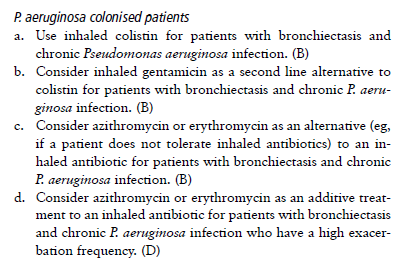 P. aeruginosa colonised patients
a. Use inhaled colistin for patients with bronchiectasis and
chronic Pseudomonas aeruginosa infection. (B)
b. Consider inhaled gentamicin as a second line alternative to
colistin for patients with bronchiectasis and chronic P. aeru-
ginosa infection. (B)
c. Consider azithromycin or erythromycin as an alternative (eg,
if a patient does not tolerate inhaled antibiotics) to an in-
haled antibiotic for patients with bronchiectasis and chronic
P. aeruginosa infection. (B)
d. Consider azithromycin or erythromycin as an additive treat-
ment to an inhaled antibiotic for patients with bronchiectasis
and chronic P. aeruginosa infection who have a high exacer-
bation frequency. (D)